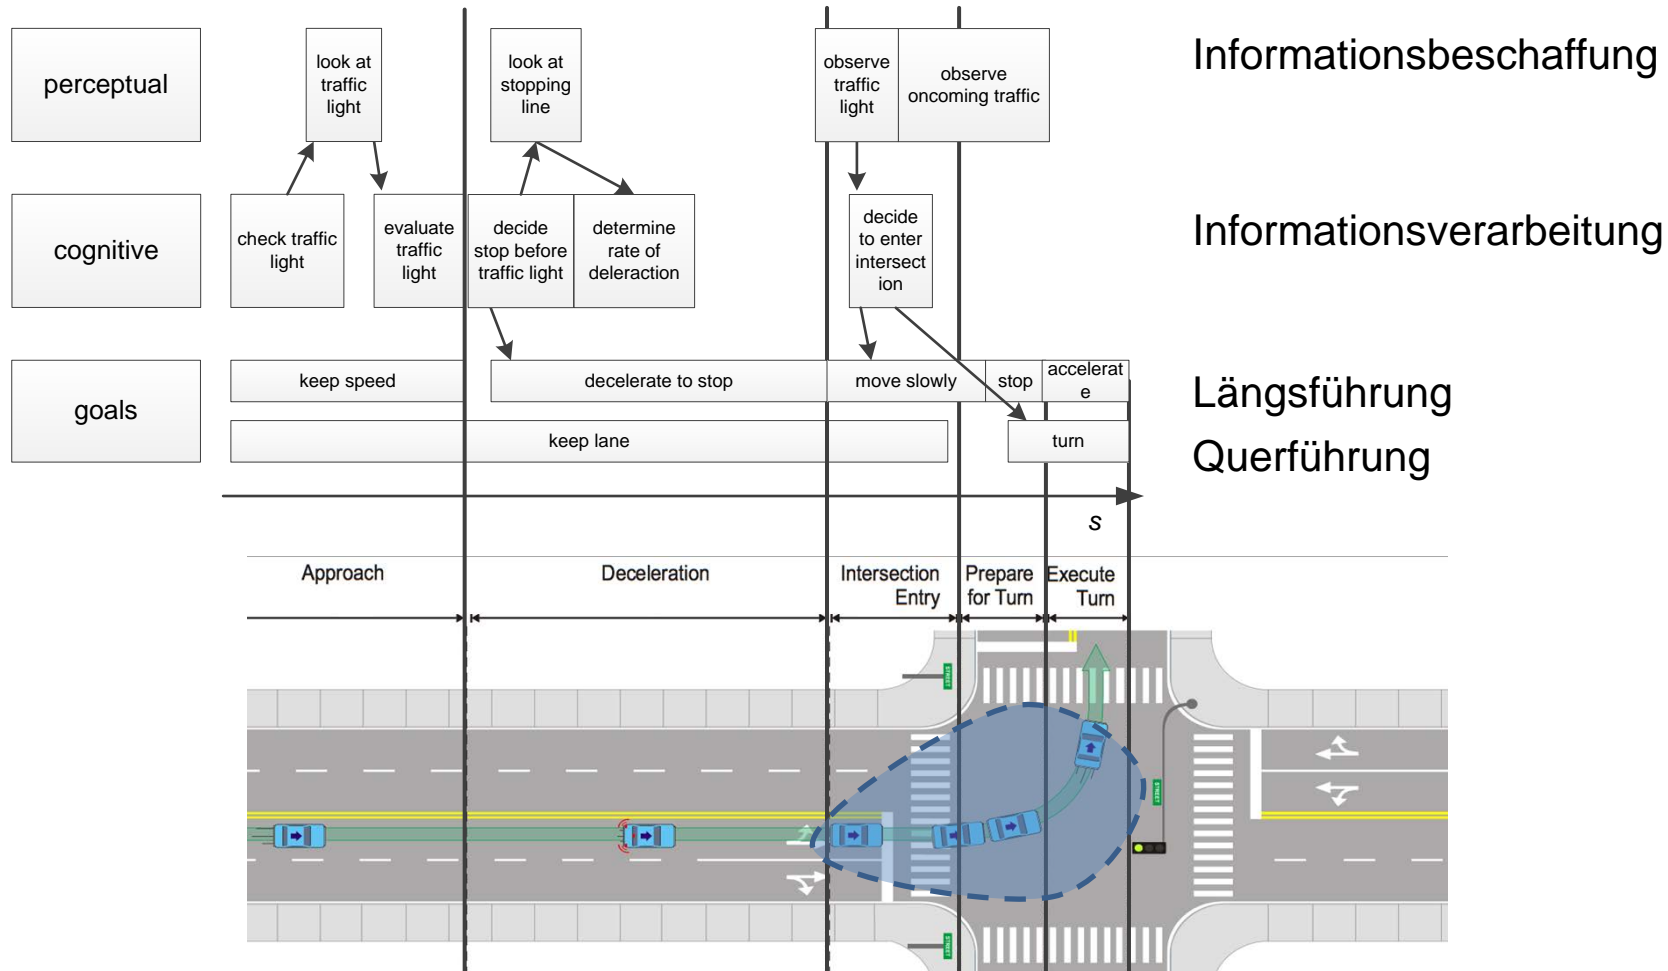 perceptual
look at
traffic
light
look at
stopping
line
observe
traffic
light
observe
oncoming traffic
Informationsbeschaffung
cognitive
check traffic
light
evaluate
traffic
light
decide
stop before
traffic light
determine
rate of
deleraction
decide
to enter
intersect
ion
Informationsverarbeitung
goals
keep speed
decelerate to stop
move slowly
stop
accelerat
e
Längsführung
keep lane
turn
Querführung
s
Approach
Deceleration
Intersection
Entry
Prepare
for Turn
Execute
Turn
STREET
STREET
STREET